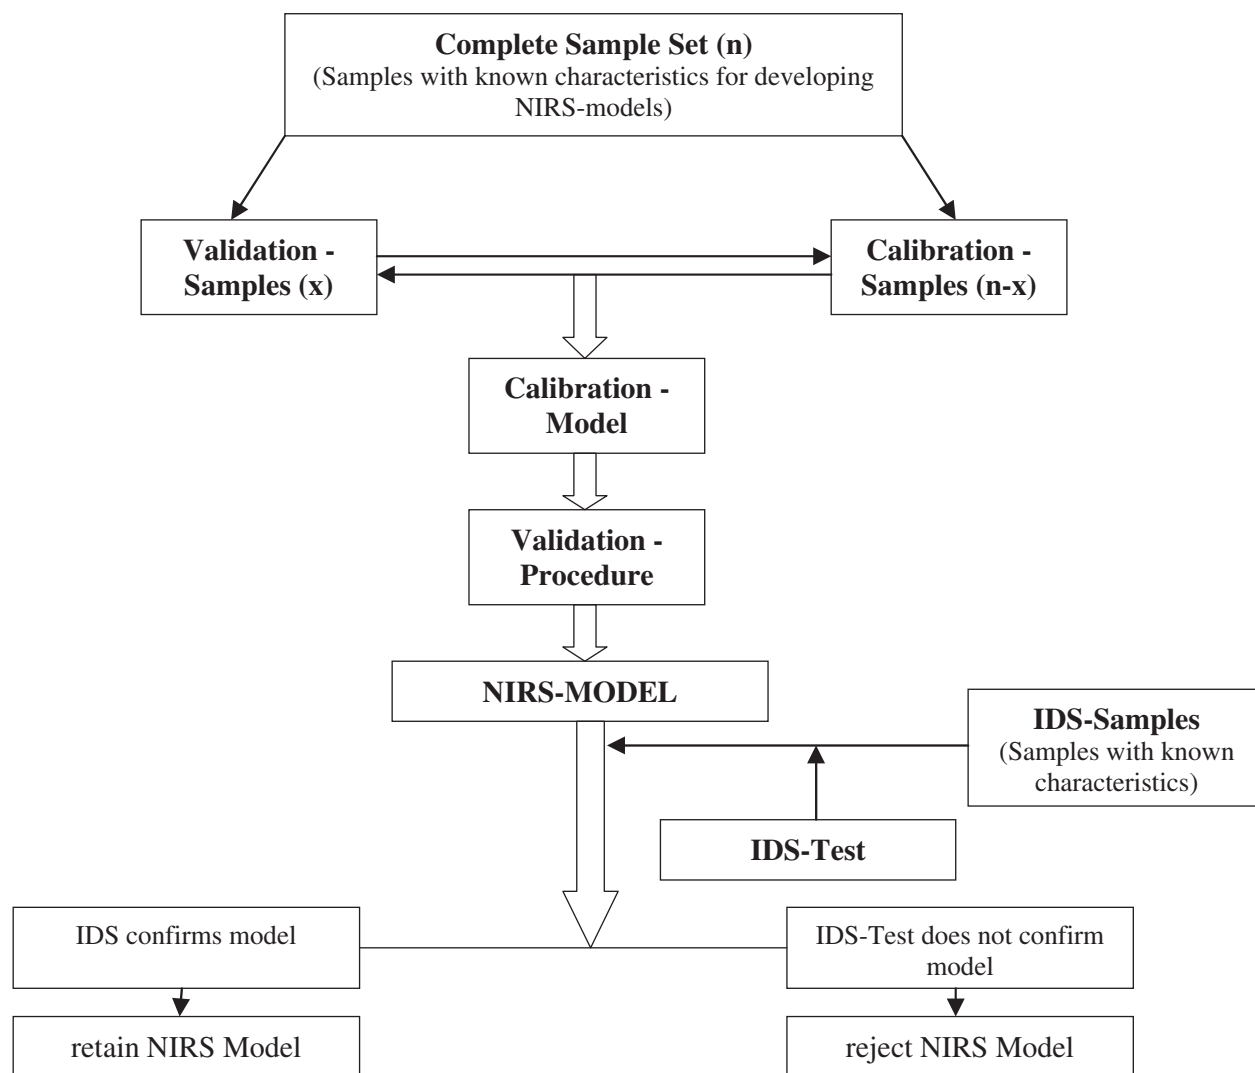 Complete Sample Set (n)
(Samples with known characteristics for developing
NIRS-models)
Validation -
Samples (x)
Calibration -
Samples (n-x)
Calibration -
Model
Validation -
Procedure
NIRS-MODEL
IDS-Samples
(Samples with known
characteristics)
IDS-Test
IDS confirms model
IDS-Test does not confirm
model
retain NIRS Model
reject NIRS Model